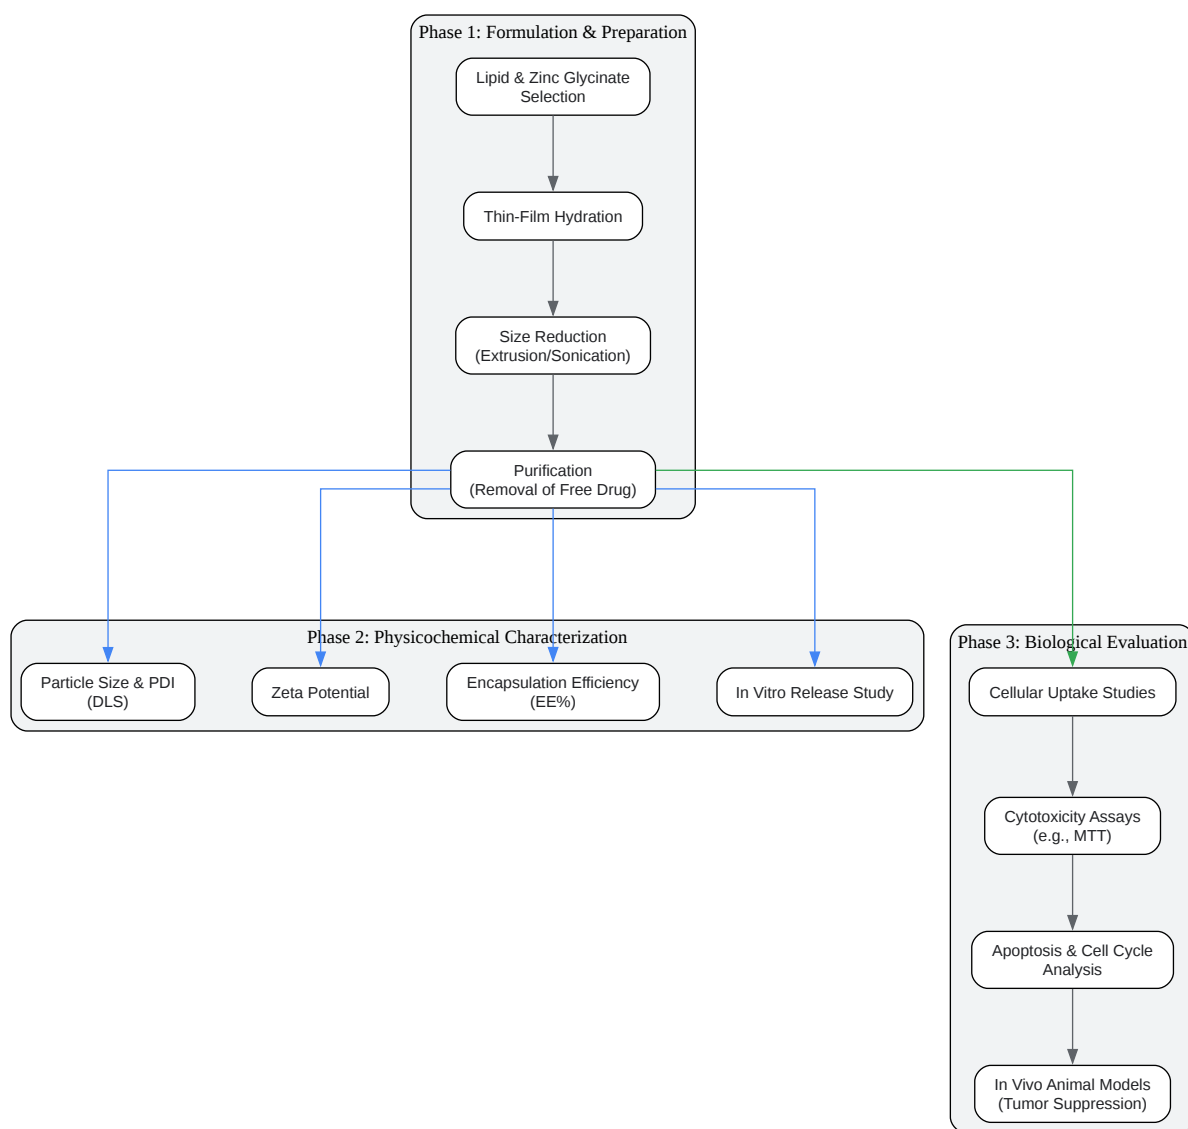 Phase 1: Formulation & Preparation
Lipid & Zinc Glycinate
Selection
Thin-Film Hydration
Size Reduction
(Extrusion/Sonication)
Purification
(Removal of Free Drug)
Phase 2: Physicochemical Characterization
Particle Size & PDI
(DLS)
Zeta Potential
Encapsulation Efficiency
(EE%)
In Vitro Release Study
Phase 3: Biological Evaluation
Cellular Uptake Studies
Cytotoxicity Assays
(e.g., MTT)
Apoptosis & Cell Cycle
Analysis
In Vivo Animal Models
(Tumor Suppression)